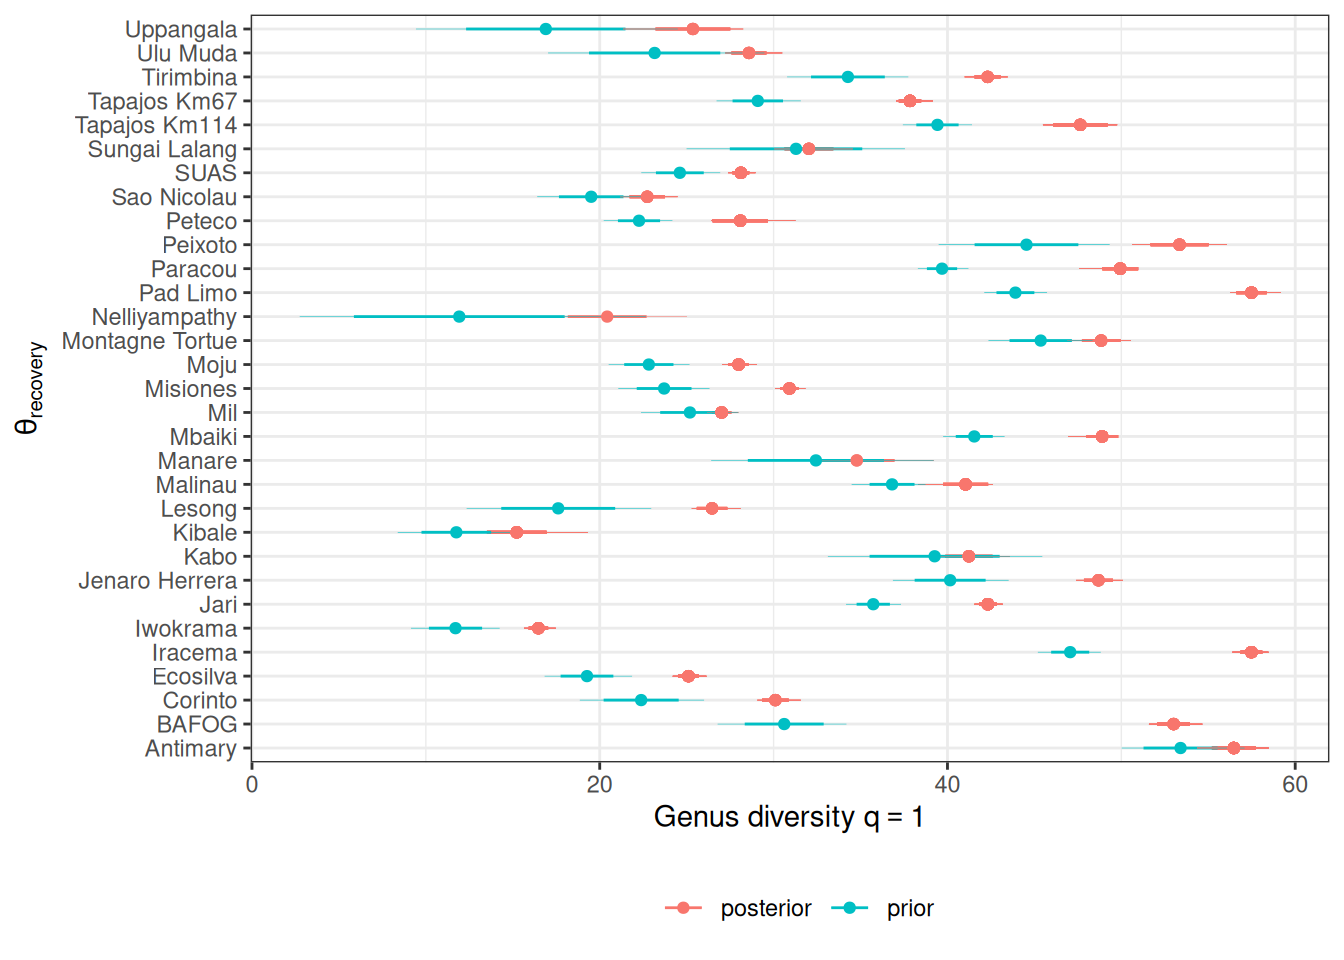 Uppangala
Ulu Muda
Tirimbina
Tapajos Km67
Tapajos Km114
Sungai Lalang
SUAS
Sao Nicolau
Peteco
Peixoto
Paracou
Pad Limo
Nelliyampathy
Montagne Tortue
Moju
Misiones
Mil
Mbaiki
Manare
Malinau
Lesong
Kibale
Kabo
Jenaro Herrera
Jari
Iwokrama
Iracema
Ecosilva
Corinto
BAFOG
Antimary
θrecovery
0 20 40 60
Genus diversity q = 1
posterior prior